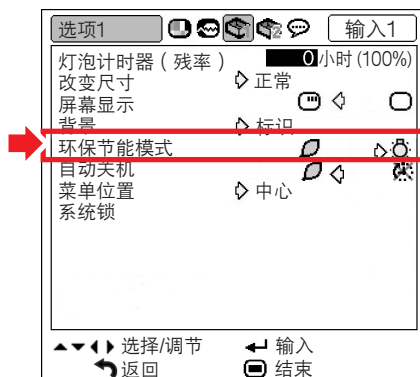 选项1 输入1
灯泡计时器（残率） 0小时(100%)
改变尺寸 正常
屏幕显示
背景 标识
环保节能模式
自动关机
菜单位置 中心
系统锁
选择/调节 输入
返回 结束